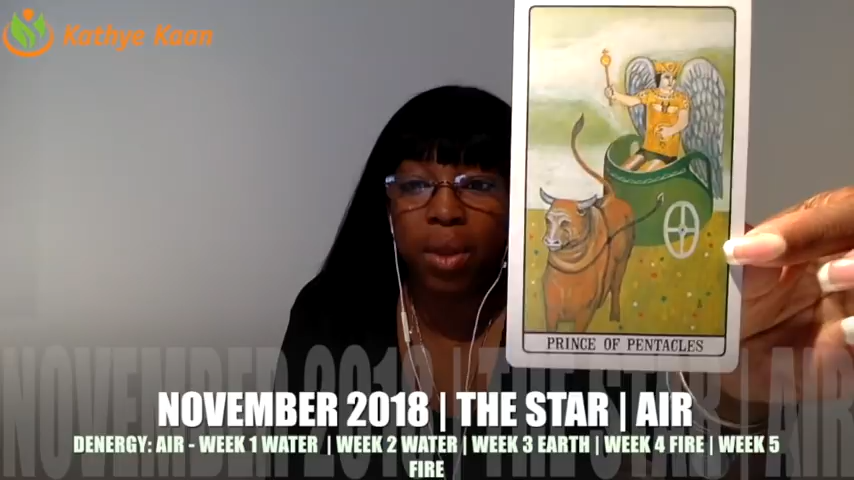 Kathye Kaan
PRINCE OF PENTACLES
NOVEMBER 2018 | THE STAR | AIR
NOVEMBER 2018 | THE STAR | AIR
DENERGY: AIR - WEEK 1 WATER | WEEK 2 WATER | WEEK 3 EARTH | WEEK 4 FIRE | WEEK 5
FIRE